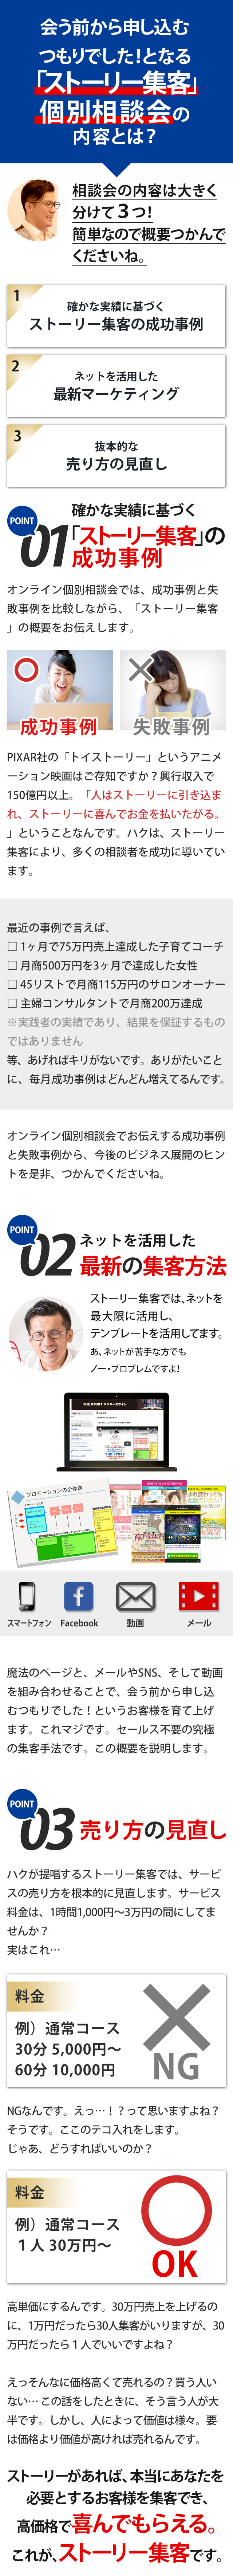 会う前から申し込む
つもりでした!となる
「ストーリー集客」
個別相談会の
内容とは?
相談会の内容は大きく
分けて3つ!
簡単なので概要つかんで
くださいね。
1
確かな実績に基づく
ストーリー集客の成功事例
2
ネットを活用した
最新マーケティング
3
抜本的な
売り方の見直し
POINT
01
確かな実績に基づく
「ストーリー集客」の
成功事例
オンライン個別相談会では、成功事例と失
敗事例を比較しながら、「ストーリー集客
」の概要をお伝えします。
成功事例
失敗事例
PIXAR社の「トイストーリー」というアニメ
ーション映画はご存知ですか?興行収入で
150億円以上。「人はストーリーに引き込ま
れ、ストーリーに喜んでお金を払いたがる。
」ということなんです。ハクは、ストーリー
集客により、多くの相談者を成功に導いてい
ます。
最近の事例で言えば、
□ 1ヶ月で75万円売上達成した子育てコーチ
□ 月商500万円を3ヶ月で達成した女性
□ 45リストで月商115万円のサロンオーナー
□ 主婦コンサルタントで月商200万達成
※実践者の実績であり、結果を保証するもの
ではありません
等、あげればキリがないです。ありがたいこと
に、毎月成功事例はどんどん増えてるんです。
オンライン個別相談会でお伝えする成功事例
と失敗事例から、今後のビジネス展開のヒン
トを是非、つかんでくださいね。
POINT
02
ネットを活用した
最新の集客方法
ストーリー集客では、ネットを
最大限に活用し、
テンプレートを活用してます。
あ、ネットが苦手な方でも
ノー・プロブレムですよ!
THE STORY メンバーズサイト
プロモーションの全体像
スマートフォン
Facebook
動画
メール
魔法のページと、メールやSNS、そして動画
を組み合わせることで、会う前から申し込
むつもりでした!というお客様を育て上げ
ます。これマジです。セールス不要の究極
の集客手法です。この概要を説明します。
POINT
03
売り方の見直し
ハクが提唱するストーリー集客では、サービ
スの売り方を根本的に見直します。サービス
料金は、1時間1,000円〜3万円の間にしてま
せんか?
実はこれ…
料金
例）通常コース
30分 5,000円〜
60分 10,000円
NG
NGなんです。えっ…!?って思いますよね?
そうです。ここのテコ入れをします。
じゃあ、どうすればいいのか?
料金
例）通常コース
1人 30万円〜
OK
高単価にするんです。30万円売上を上げるの
に、1万円だったら30人集客がいりますが、30
万円だったら1人でいいですよね?
えっそんなに価格高くて売れるの?買う人い
ない… この話をしたときに、そう言う人が大
半です。しかし、人によって価値は様々。要
は価格より価値が高ければ売れるんです。
ストーリーがあれば、本当にあなたを
必要とするお客様を集客でき、
高価格で喜んでもらえる。
これが、ストーリー集客です。